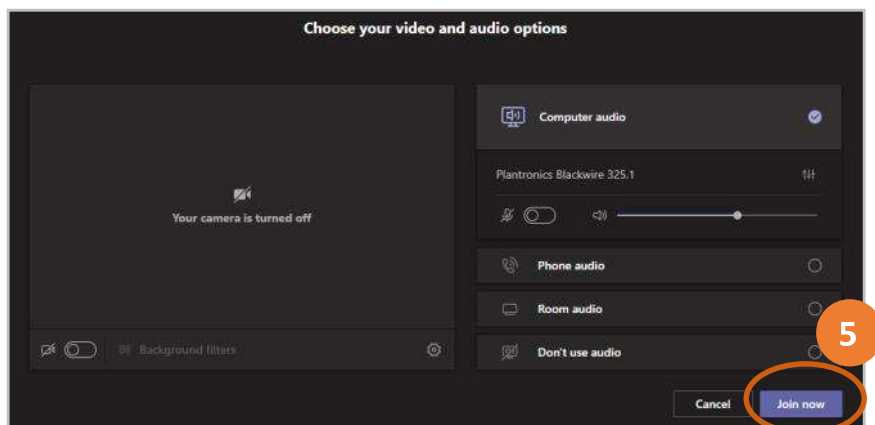 Choose your video and audio options
Computer audio
Plantronics Blackwire 325.1
Your camera is turned off
Phone audio
Room audio
5
Background filters
Don't use audio
Cancel
Join now